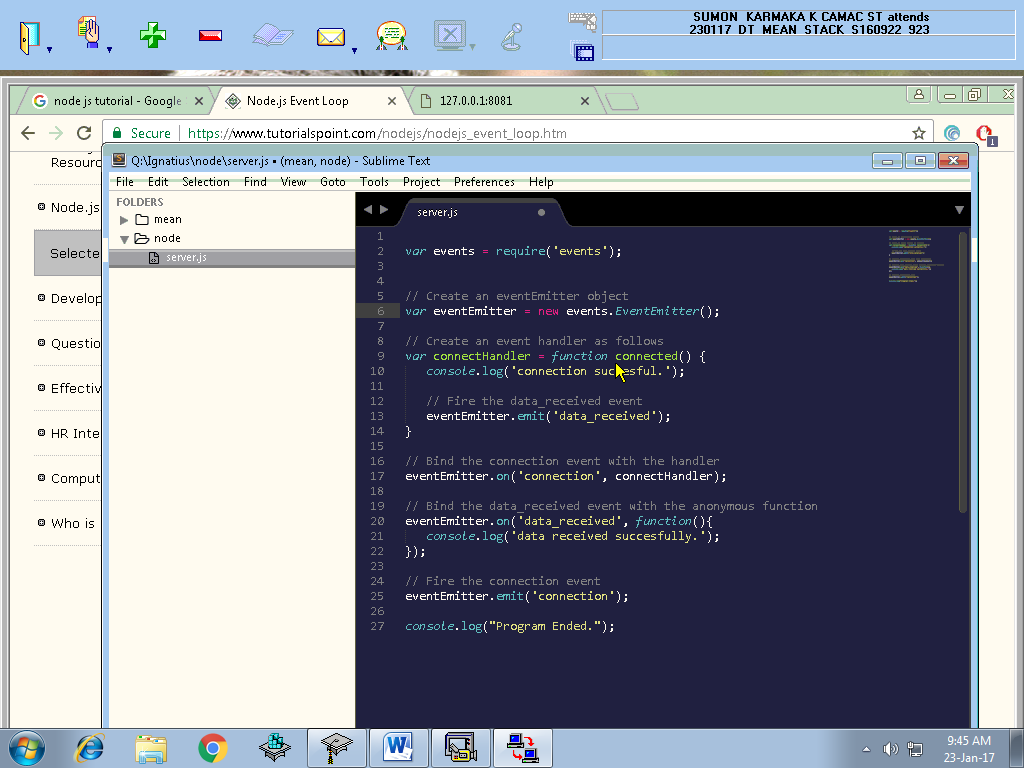 SUMON KARMAKA K CAMAC ST attends
230117_DT_MEAN_STACK_S160922_923
node js tutorial - Google
Node.js Event Loop
127.0.0.1:8081
Secure
https://www.tutorialspoint.com/nodejs/nodejs_event_loop.htm
1
Resourc
Node.js
Selecte
Develop
Questio
Effectiv
HR Inte
Comput
Who is
Q:\Ignatius\node\server.js • (mean, node) - Sublime Text
File Edit Selection Find View Goto Tools Project Preferences Help
FOLDERS
mean
node
server.js
server.js
1
2 var events = require('events');
3
4
5 // Create an eventEmitter object
6 var eventEmitter = new events.EventEmitter();
7
8 // Create an event handler as follows
9 var connectHandler = function connected() {
10 console.log('connection succesful.');
11
12 // Fire the data_received event
13 eventEmitter.emit('data_received');
14 }
15
16 // Bind the connection event with the handler
17 eventEmitter.on('connection', connectHandler);
18
19 // Bind the data_received event with the anonymous function
20 eventEmitter.on('data_received', function(){
21 console.log('data received succesfully.');
22 });
23
24 // Fire the connection event
25 eventEmitter.emit('connection');
26
27 console.log("Program Ended.");
9:45 AM
23-Jan-17